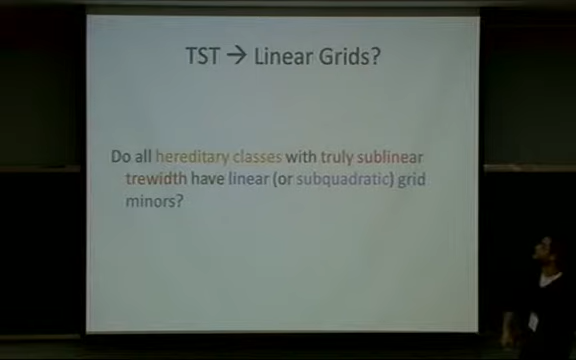 TST → Linear Grids?
Do all hereditary classes with truly sublinear
trewidth have linear (or subquadratic) grid
minors?